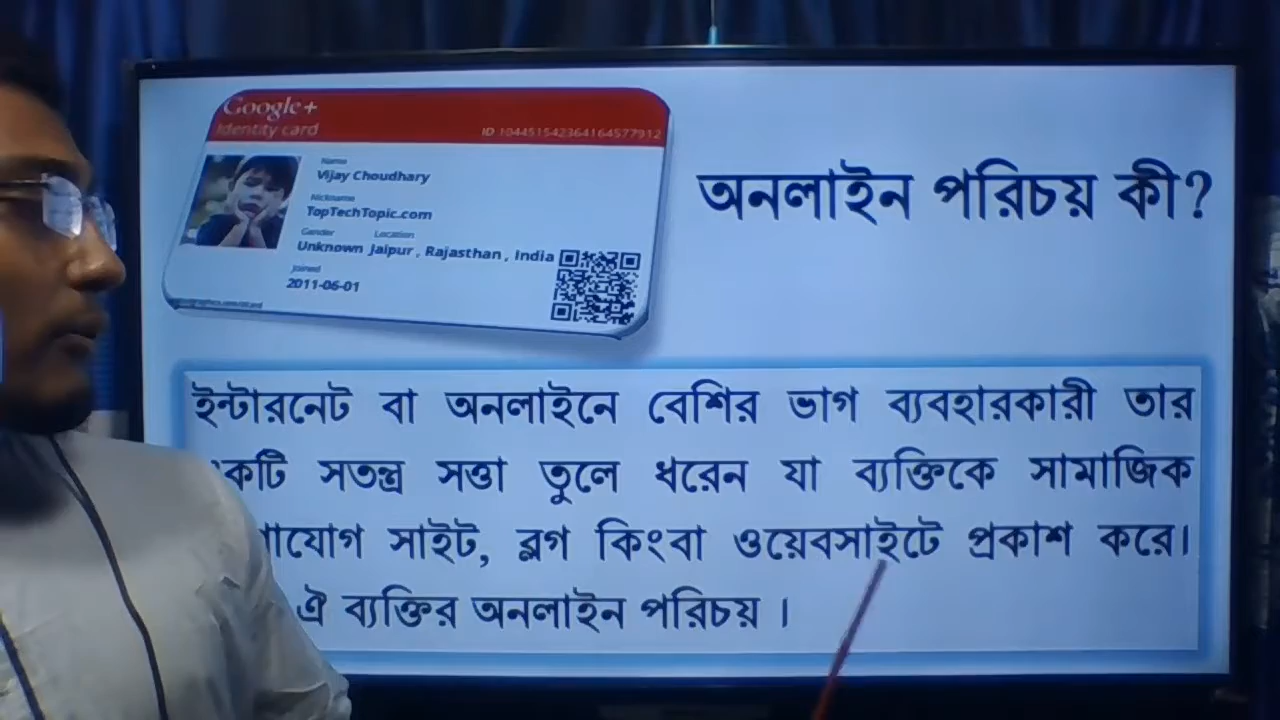 Google+
Identity card
ID 104451542364164577912
Name
Vijay Choudhary
Nickname
TopTechTopic.com
Gender Location
Unknown Jaipur, Rajasthan, India
Joined
2011-06-01
অনলাইন পরিচয় কী?
ইন্টারনেট বা অনলাইনে বেশির ভাগ ব্যবহারকারী তার
কটি সতন্ত্র সত্তা তুলে ধরেন যা ব্যক্তিকে সামাজিক
াযোগ সাইট, ব্লগ কিংবা ওয়েবসাইটে প্রকাশ করে।
ঐ ব্যক্তির অনলাইন পরিচয়।